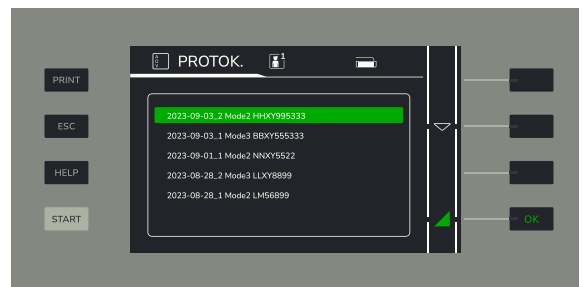 PRINT
ESC
HELP
START
A
G
V
PROTOK.
1
2023-09-03_2 Mode2 HHXY995333
2023-09-03_1 Mode3 BBXY555333
2023-09-01_1 Mode2 NNXY5522
2023-08-28_2 Mode3 LLXY8899
2023-08-28_1 Mode2 LM56899
OK